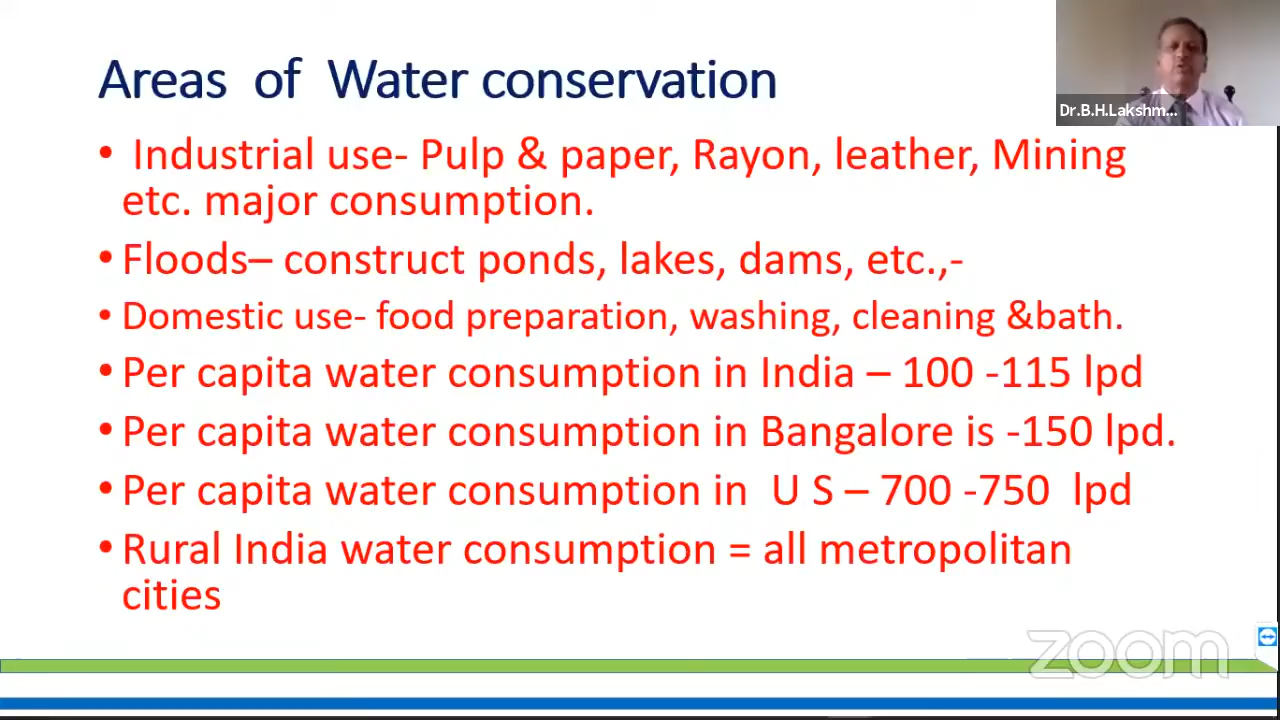 Areas of Water conservation
Dr.B.H.Lakshm...
• Industrial use- Pulp & paper, Rayon, leather, Mining
etc. major consumption.
• Floods– construct ponds, lakes, dams, etc.,-
• Domestic use- food preparation, washing, cleaning &bath.
• Per capita water consumption in India – 100 -115 lpd
• Per capita water consumption in Bangalore is -150 lpd.
• Per capita water consumption in U S – 700 -750 lpd
• Rural India water consumption = all metropolitan
cities
zoom